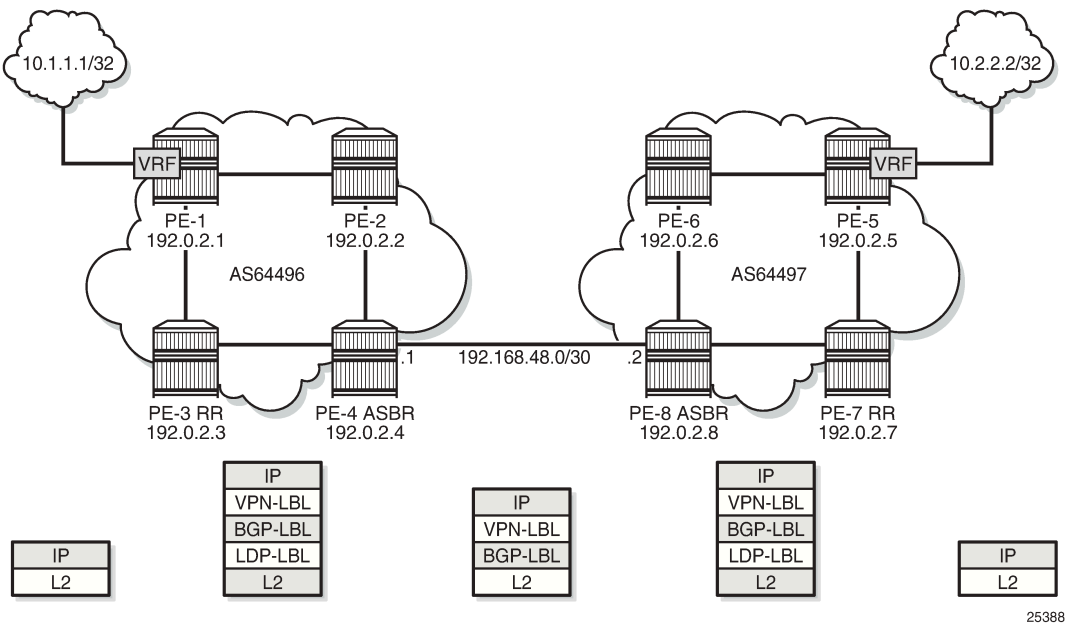 10.1.1.1/32
10.2.2.2/32
VRF
VRF
PE-1
192.0.2.1
PE-2
192.0.2.2
PE-6
192.0.2.6
PE-5
192.0.2.5
AS64496
AS64497
.1
192.168.48.0/30
.2
PE-3 RR
192.0.2.3
PE-4 ASBR
192.0.2.4
PE-8 ASBR
192.0.2.8
PE-7 RR
192.0.2.7
IP
L2
IP
VPN-LBL
BGP-LBL
LDP-LBL
L2
IP
VPN-LBL
BGP-LBL
L2
IP
VPN-LBL
BGP-LBL
LDP-LBL
L2
IP
L2
25388